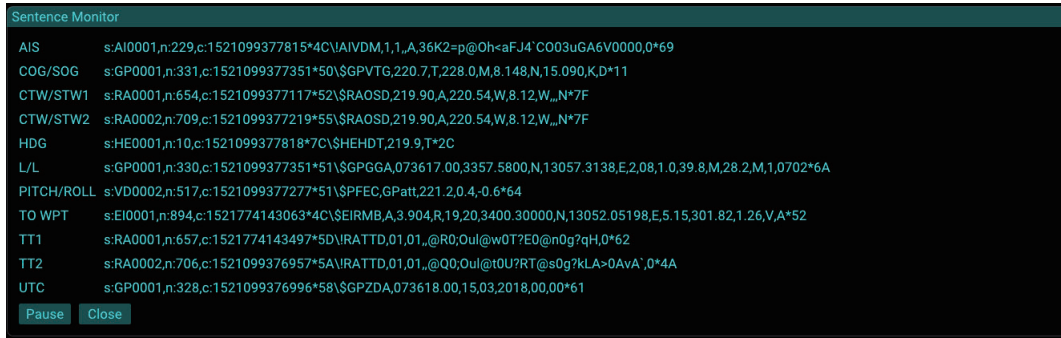 Sentence Monitor
AIS s:AI0001,n:229,c:1521099377815*4C\!AIVDM,1,1,,A,36K2=p@Oh<aFJ4`CO03uGA6V0000,0*69
COG/SOG s:GP0001,n:331,c:1521099377351*50\$GPVTG,220.7,T,228.0,M,8.148,N,15.090,K,D*11
CTW/STW1 s:RA0001,n:654,c:1521099377117*52\$RAOSD,219.90,A,220.54,W,8.12,W,,,N*7F
CTW/STW2 s:RA0002,n:709,c:1521099377219*55\$RAOSD,219.90,A,220.54,W,8.12,W,,,N*7F
HDG s:HE0001,n:10,c:1521099377818*7C\$HEHDT,219.9,T*2C
L/L s:GP0001,n:330,c:1521099377351*51\$GPGGA,073617.00,3357.5800,N,13057.3138,E,2,08,1.0,39.8,M,28.2,M,1,0702*6A
PITCH/ROLL s:VD0002,n:517,c:1521099377277*51\$PFEC,GPatt,221.2,0.4,-0.6*64
TO WPT s:EI0001,n:894,c:1521774143063*4C\$EIRMB,A,3.904,R,19,20,3400.30000,N,13052.05198,E,5.15,301.82,1.26,V,A*52
TT1 s:RA0001,n:657,c:1521774143497*5D\!RATTD,01,01,,@R0;Oul@w0T?E0@n0g?qH,0*62
TT2 s:RA0002,n:706,c:1521099376957*5A\!RATTD,01,01,,@Q0;Oul@t0U?RT@s0g?kLA>0AvA`,0*4A
UTC s:GP0001,n:328,c:1521099376996*58\$GPZDA,073618.00,15,03,2018,00,00*61
Pause Close